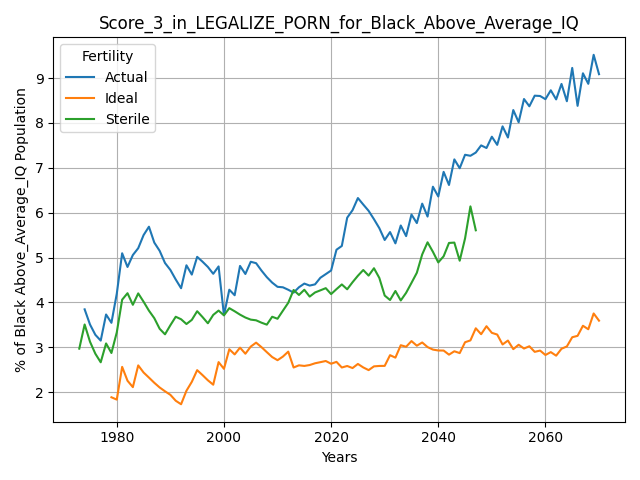 Score_3_in_LEGALIZE_PORN_for_Black_Above_Average_IQ
Fertility
Actual
Ideal
Sterile
% of Black Above_Average_IQ Population
9
8
7
6
5
4
3
2
1980
2000
2020
2040
2060
Years